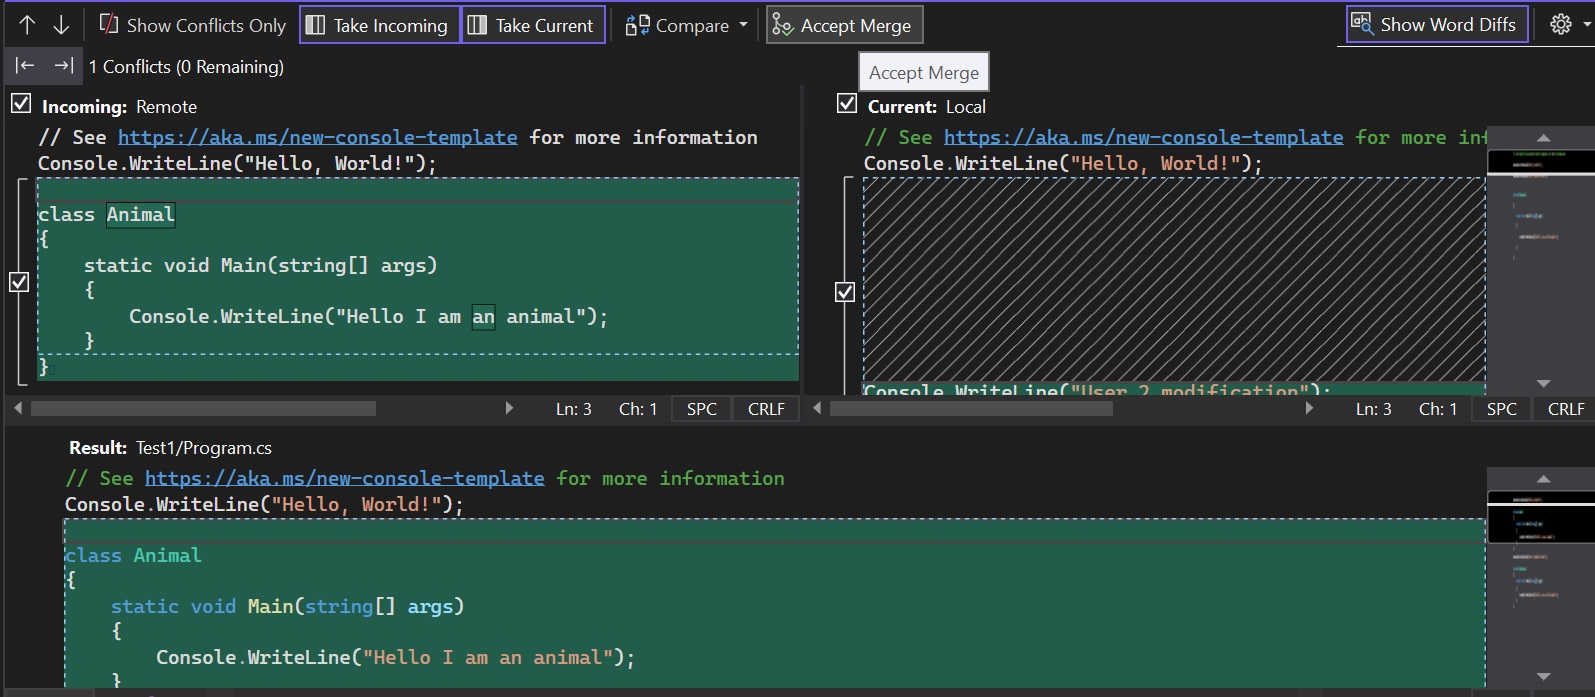 Show Conflicts Only Take Incoming Take Current Compare Accept Merge Show Word Diffs
1 Conflicts (0 Remaining)
Accept Merge
Incoming: Remote
// See https://aka.ms/new-console-template for more information
Console.WriteLine("Hello, World!");
class Animal
{
static void Main(string[] args)
{
Console.WriteLine("Hello I am an animal");
}
}
Ln: 3 Ch: 1 SPC CRLF
Current: Local
// See https://aka.ms/new-console-template for more inf
Console.WriteLine("Hello, World!");
Console.WriteLine("User 2 modification");
Ln: 3 Ch: 1 SPC CRLF
Result: Test1/Program.cs
// See https://aka.ms/new-console-template for more information
Console.WriteLine("Hello, World!");
class Animal
{
static void Main(string[] args)
{
Console.WriteLine("Hello I am an animal");
}